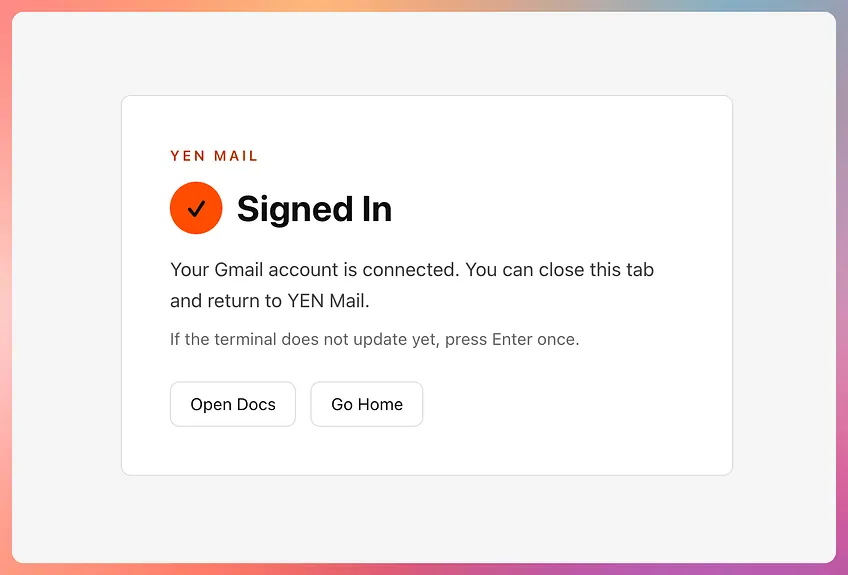 YEN MAIL
Signed In
Your Gmail account is connected. You can close this tab
and return to YEN Mail.
If the terminal does not update yet, press Enter once.
Open Docs
Go Home